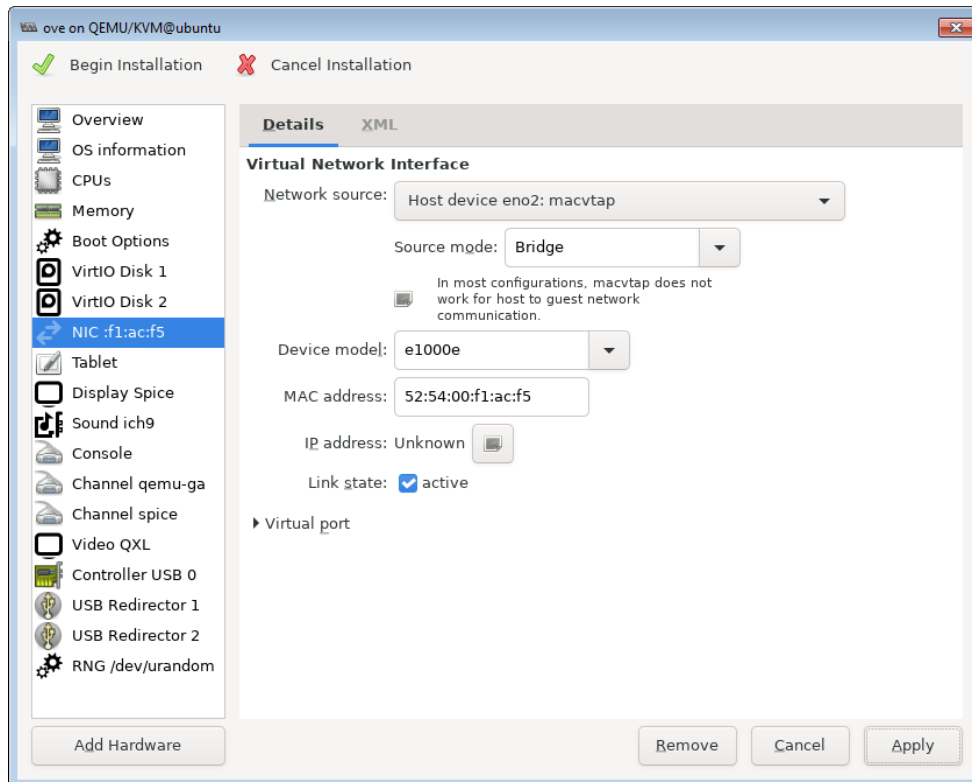 ove on QEMU/KVM@ubuntu
Begin Installation
Cancel Installation
Overview
OS information
CPUs
Memory
Boot Options
VirtIO Disk 1
VirtIO Disk 2
NIC :f1:ac:f5
Tablet
Display Spice
Sound ich9
Console
Channel qemu-ga
Channel spice
Video QXL
Controller USB 0
USB Redirector 1
USB Redirector 2
RNG /dev/urandom
Add Hardware
Details
XML
Virtual Network Interface
Network source: Host device eno2: macvtap
Source mode: Bridge
In most configurations, macvtap does not
work for host to guest network
communication.
Device model: e1000e
MAC address: 52:54:00:f1:ac:f5
IP address: Unknown
Link state: active
Virtual port
Remove
Cancel
Apply